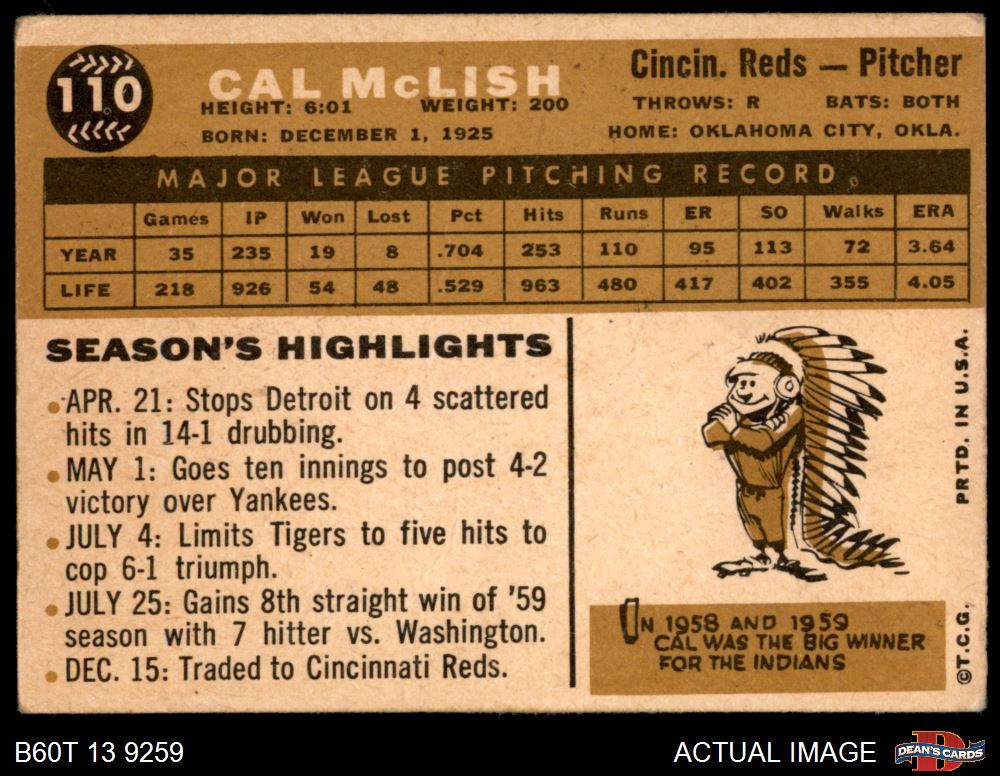 110
CAL McLISH
Cincin. Reds — Pitcher
HEIGHT: 6:01 WEIGHT: 200 THROWS: R BATS: BOTH
BORN: DECEMBER 1, 1925 HOME: OKLAHOMA CITY, OKLA.
MAJOR LEAGUE PITCHING RECORD
Games IP Won Lost Pct Hits Runs ER SO Walks ERA
YEAR 35 235 19 8 .704 253 110 95 113 72 3.64
LIFE 218 926 54 48 .529 963 480 417 402 355 4.05
SEASON'S HIGHLIGHTS
• APR. 21: Stops Detroit on 4 scattered
hits in 14-1 drubbing.
• MAY 1: Goes ten innings to post 4-2
victory over Yankees.
• JULY 4: Limits Tigers to five hits to
cop 6-1 triumph.
• JULY 25: Gains 8th straight win of '59
season with 7 hitter vs. Washington.
• DEC. 15: Traded to Cincinnati Reds.
IN 1958 AND 1959
CAL WAS THE BIG WINNER
FOR THE INDIANS
©T.C.G. PRTD. IN U.S.A.
B60T 13 9259
ACTUAL IMAGE
D
DEAN'S CARDS